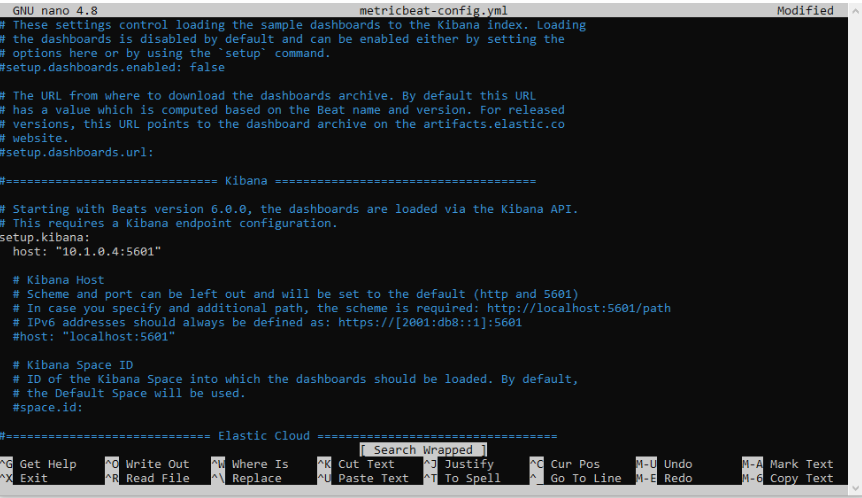 GNU nano 4.8 metricbeat-config.yml Modified
# These settings control loading the sample dashboards to the Kibana index. Loading
# the dashboards is disabled by default and can be enabled either by setting the
# options here or by using the `setup` command.
#setup.dashboards.enabled: false

# The URL from where to download the dashboards archive. By default this URL
# has a value which is computed based on the Beat name and version. For released
# versions, this URL points to the dashboard archive on the artifacts.elastic.co
# website.
#setup.dashboards.url:

#============================== Kibana =====================================

# Starting with Beats version 6.0.0, the dashboards are loaded via the Kibana API.
# This requires a Kibana endpoint configuration.
setup.kibana:
  host: "10.1.0.4:5601"

  # Kibana Host
  # Scheme and port can be left out and will be set to the default (http and 5601)
  # In case you specify and additional path, the scheme is required: http://localhost:5601/path
  # IPv6 addresses should always be defined as: https://[2001:db8::1]:5601
  #host: "localhost:5601"

  # Kibana Space ID
  # ID of the Kibana Space into which the dashboards should be loaded. By default,
  # the Default Space will be used.
  #space.id:

#============================= Elastic Cloud ==================================
[ Search Wrapped ]
^G Get Help ^O Write Out ^W Where Is ^K Cut Text ^J Justify ^C Cur Pos M-U Undo M-A Mark Text
^X Exit ^R Read File ^\ Replace ^U Paste Text ^T To Spell ^_ Go To Line M-E Redo M-6 Copy Text